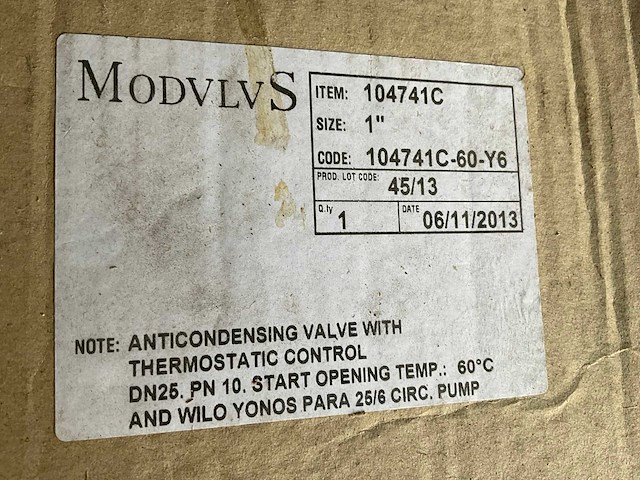 MODVLVS
ITEM: 104741C
SIZE: 1"
CODE: 104741C-60-Y6
PROD. LOT CODE: 45/13
Q.ty 1 DATE 06/11/2013
NOTE: ANTICONDENSING VALVE WITH
THERMOSTATIC CONTROL
DN25. PN 10. START OPENING TEMP.: 60°C
AND WILO YONOS PARA 25/6 CIRC. PUMP